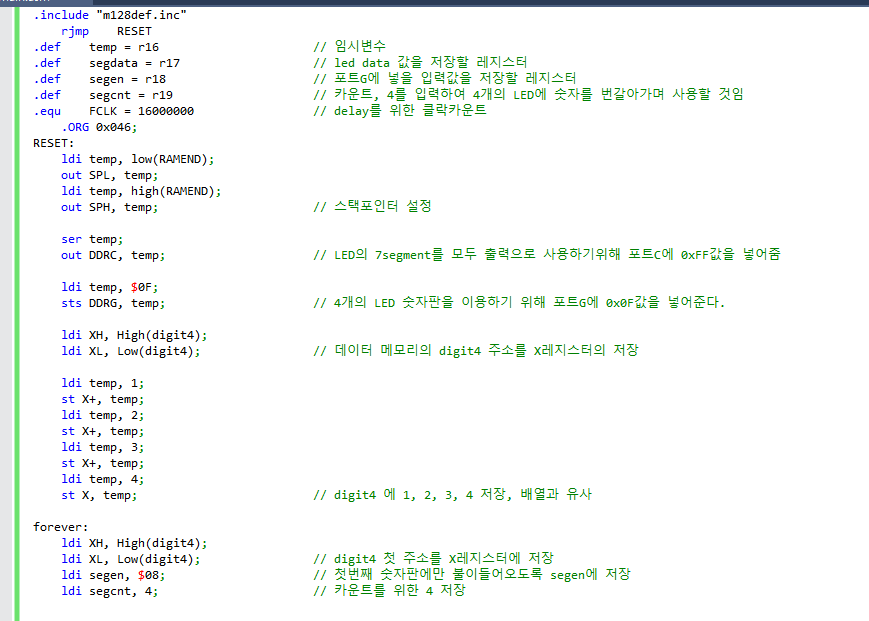 .include "m128def.inc"
rjmp RESET
.def temp = r16 // 임시변수
.def segdata = r17 // led data 값을 저장할 레지스터
.def segen = r18 // 포트G에 넣을 입력값을 저장할 레지스터
.def segcnt = r19 // 카운트, 4를 입력하여 4개의 LED에 숫자를 번갈아가며 사용할 것임
.equ FCLK = 16000000 // delay를 위한 클락카운트
.ORG 0x046;
RESET:
ldi temp, low(RAMEND);
out SPL, temp;
ldi temp, high(RAMEND);
out SPH, temp; // 스택포인터 설정
ser temp;
out DDRC, temp; // LED의 7segment를 모두 출력으로 사용하기위해 포트C에 0xFF값을 넣어줌
ldi temp, $0F;
sts DDRG, temp; // 4개의 LED 숫자판을 이용하기 위해 포트G에 0x0F값을 넣어준다.
ldi XH, High(digit4);
ldi XL, Low(digit4); // 데이터 메모리의 digit4 주소를 X레지스터의 저장
ldi temp, 1;
st X+, temp;
ldi temp, 2;
st X+, temp;
ldi temp, 3;
st X+, temp;
ldi temp, 4;
st X, temp; // digit4 에 1, 2, 3, 4 저장, 배열과 유사
forever:
ldi XH, High(digit4);
ldi XL, Low(digit4); // digit4 첫 주소를 X레지스터에 저장
ldi segen, $08; // 첫번째 숫자판에만 불이들어오도록 segen에 저장
ldi segcnt, 4; // 카운트를 위한 4 저장